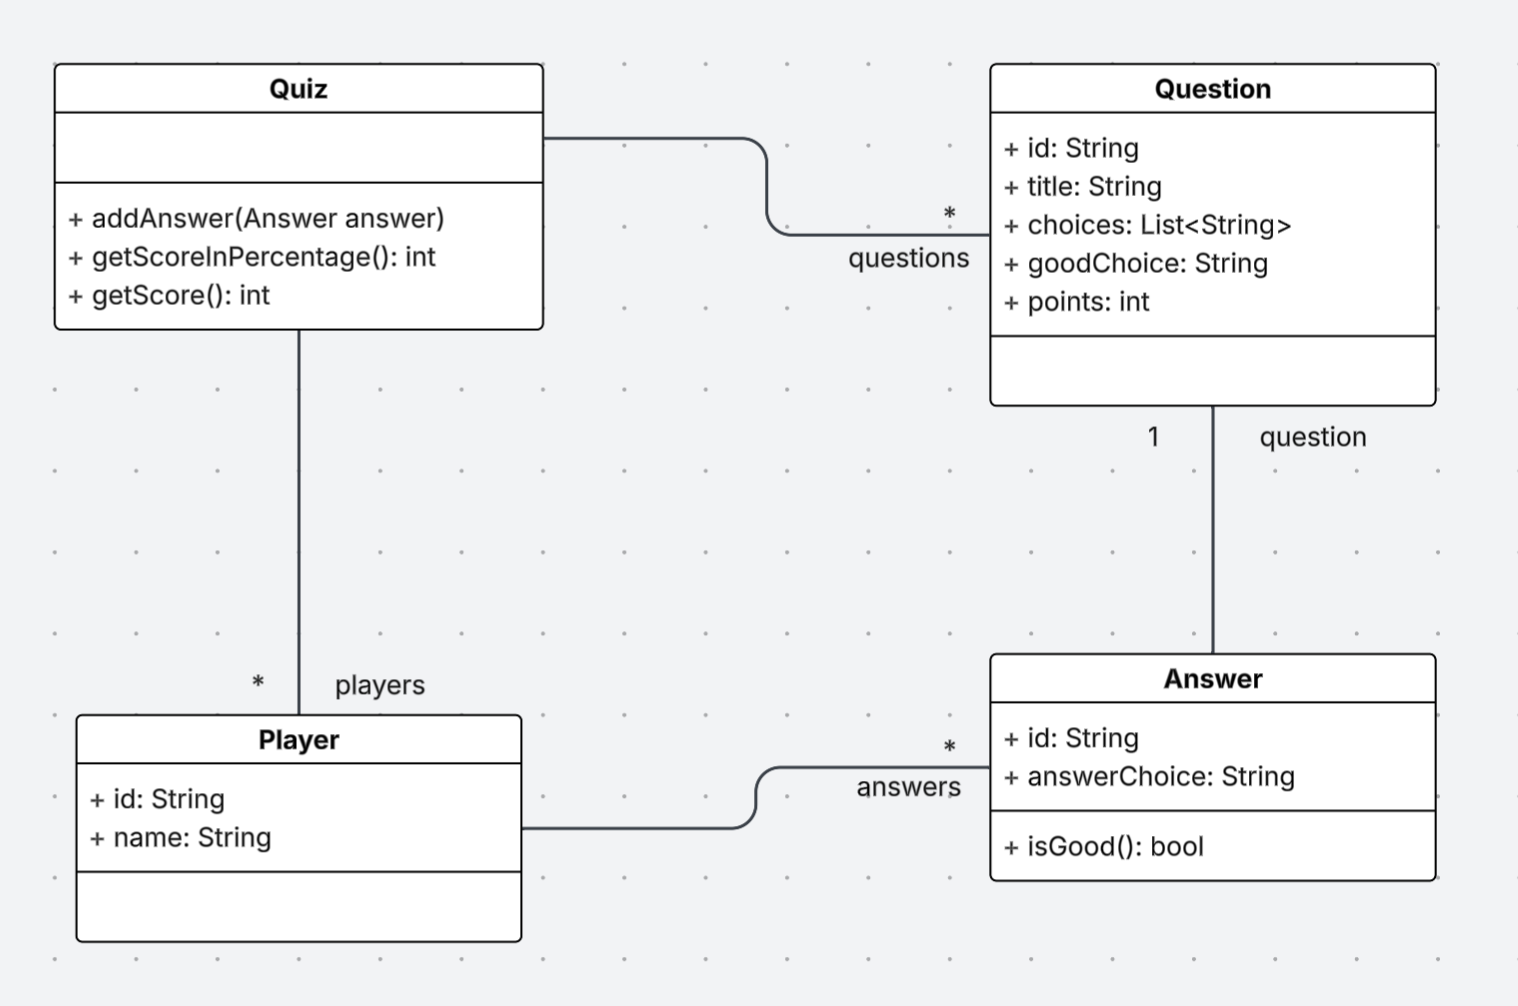 Quiz
+ addAnswer(Answer answer)
+ getScoreInPercentage(): int
+ getScore(): int
Question
+ id: String
+ title: String
+ choices: List<String>
+ goodChoice: String
+ points: int
*
questions
1
question
*
players
Player
+ id: String
+ name: String
*
answers
Answer
+ id: String
+ answerChoice: String
+ isGood(): bool